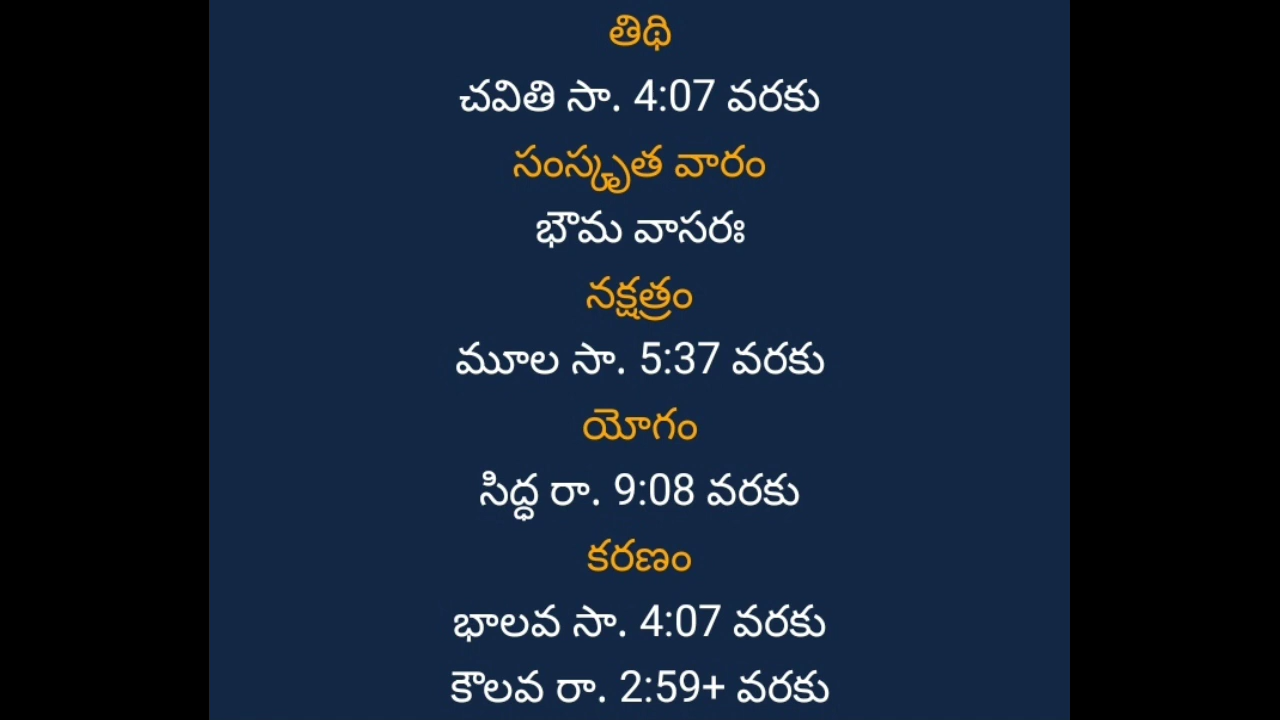 తిథి
చవితి సా. 4:07 వరకు
సంస్కృత వారం
భౌమ వాసరః
నక్షత్రం
మూల సా. 5:37 వరకు
యోగం
సిద్ధ రా. 9:08 వరకు
కరణం
భాలవ సా. 4:07 వరకు
కౌలవ రా. 2:59+ వరకు